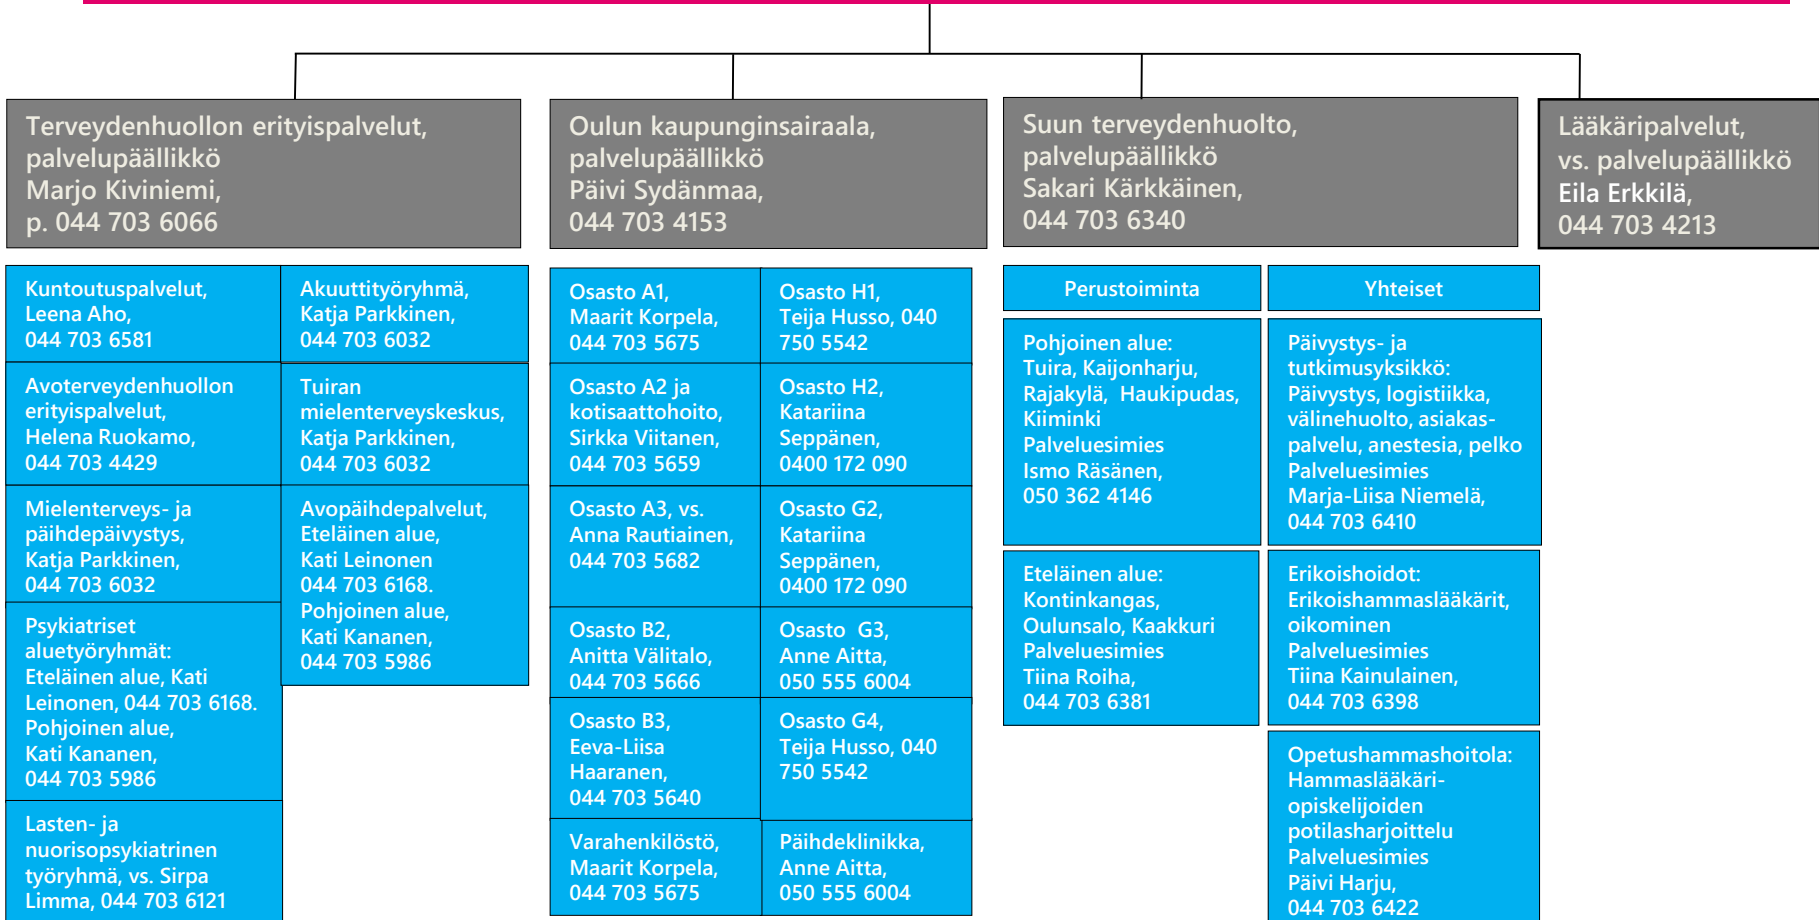 Terveydenhuollon erityispalvelut,
palvelupäällikkö
Marjo Kiviniemi,
p. 044 703 6066
Oulun kaupunginsairaala,
palvelupäällikkö
Päivi Sydänmaa,
044 703 4153
Suun terveydenhuolto,
palvelupäällikkö
Sakari Kärkkäinen,
044 703 6340
Lääkäripalvelut,
vs. palvelupäällikkö
Eila Erkkilä,
044 703 4213
Kuntoutuspalvelut,
Leena Aho,
044 703 6581
Avoterveydenhuollon
erityispalvelut,
Helena Ruokamo,
044 703 4429
Mielenterveys- ja
päihdepäivystys,
Katja Parkkinen,
044 703 6032
Psykiatriset
aluetyöryhmät:
Eteläinen alue, Kati
Leinonen, 044 703 6168.
Pohjoinen alue,
Kati Kananen,
044 703 5986
Lasten- ja
nuorisopsykiatrinen
työryhmä, vs. Sirpa
Limma, 044 703 6121
Akuuttityöryhmä,
Katja Parkkinen,
044 703 6032
Tuiran
mielenterveyskeskus,
Katja Parkkinen,
044 703 6032
Avopäihdepalvelut,
Eteläinen alue,
Kati Leinonen
044 703 6168.
Pohjoinen alue,
Kati Kananen,
044 703 5986
Osasto A1,
Maarit Korpela,
044 703 5675
Osasto A2 ja
kotisaattohoito,
Sirkka Viitanen,
044 703 5659
Osasto A3, vs.
Anna Rautiainen,
044 703 5682
Osasto B2,
Anitta Välitalo,
044 703 5666
Osasto B3,
Eeva-Liisa
Haaranen,
044 703 5640
Varahenkilöstö,
Maarit Korpela,
044 703 5675
Osasto H1,
Teija Husso, 040
750 5542
Osasto H2,
Katariina
Seppänen,
0400 172 090
Osasto G2,
Katariina
Seppänen,
0400 172 090
Osasto G3,
Anne Aitta,
050 555 6004
Osasto G4,
Teija Husso, 040
750 5542
Päihdeklinikka,
Anne Aitta,
050 555 6004
Perustoiminta
Pohjoinen alue:
Tuira, Kaijonharju,
Rajakylä, Haukipudas,
Kiiminki
Palveluesimies
Ismo Räsänen,
050 362 4146
Eteläinen alue:
Kontinkangas,
Oulunsalo, Kaakkuri
Palveluesimies
Tiina Roiha,
044 703 6381
Yhteiset
Päivystys- ja
tutkimusyksikkö:
Päivystys, logistiikka,
välinehuolto, asiakas-
palvelu, anestesia, pelko
Palveluesimies
Marja-Liisa Niemelä,
044 703 6410
Erikoishoidot:
Erikoishammaslääkärit,
oikominen
Palveluesimies
Tiina Kainulainen,
044 703 6398
Opetushammashoitola:
Hammaslääkäri-
opiskelijoiden
potilasharjoittelu
Palveluesimies
Päivi Harju,
044 703 6422